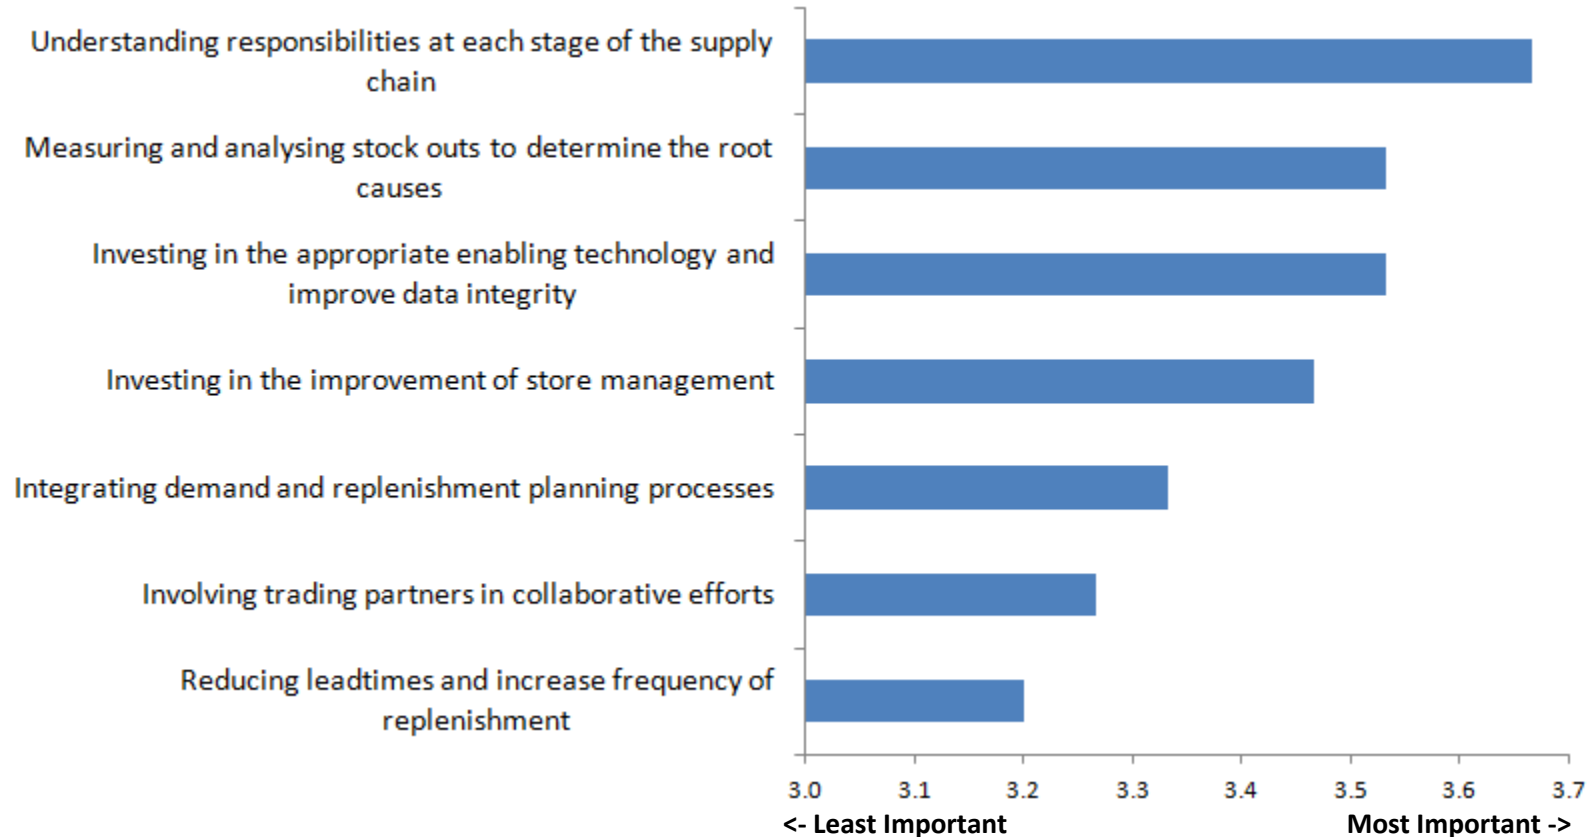 Understanding responsibilities at each stage of the supply
chain
Measuring and analysing stock outs to determine the root
causes
Investing in the appropriate enabling technology and
improve data integrity
Investing in the improvement of store management
Integrating demand and replenishment planning processes
Involving trading partners in collaborative efforts
Reducing leadtimes and increase frequency of
replenishment
3.0 3.1 3.2 3.3 3.4 3.5 3.6 3.7
<- Least Important Most Important ->